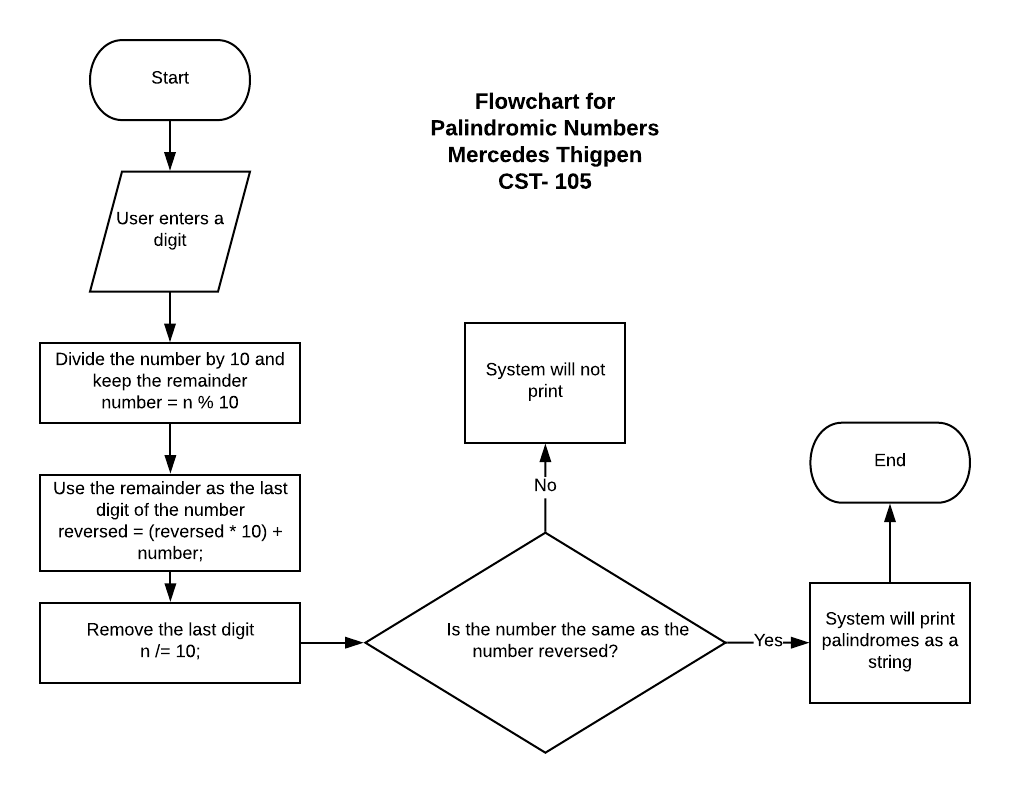 Start
Flowchart for
Palindromic Numbers
Mercedes Thigpen
CST- 105
User enters a
digit
Divide the number by 10 and
keep the remainder
number = n % 10
Use the remainder as the last
digit of the number
reversed = (reversed * 10) +
number;
Remove the last digit
n /= 10;
Is the number the same as the
number reversed?
No
System will not
print
Yes
System will print
palindromes as a
string
End